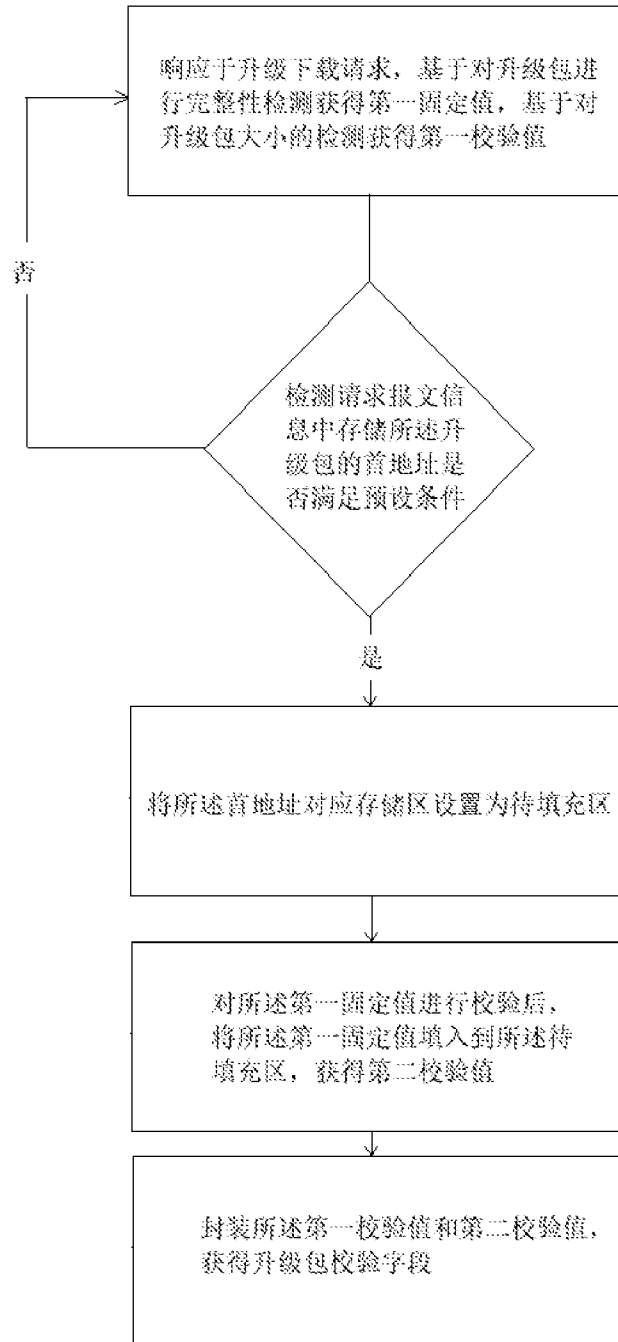 响应于升级下载请求，基于对升级包进
行完整性检测获得第一固定值，基于对
升级包大小的检测获得第一校验值
否
检测请求报文信
息中存储所述升
级包的首地址是
否满足预设条件
是
将所述首地址对应存储区设置为待填充区
对所述第一固定值进行校验后，
将所述第一固定值填入到所述待
填充区，获得第二校验值
封装所述第一校验值和第二校验值，
获得升级包校验字段